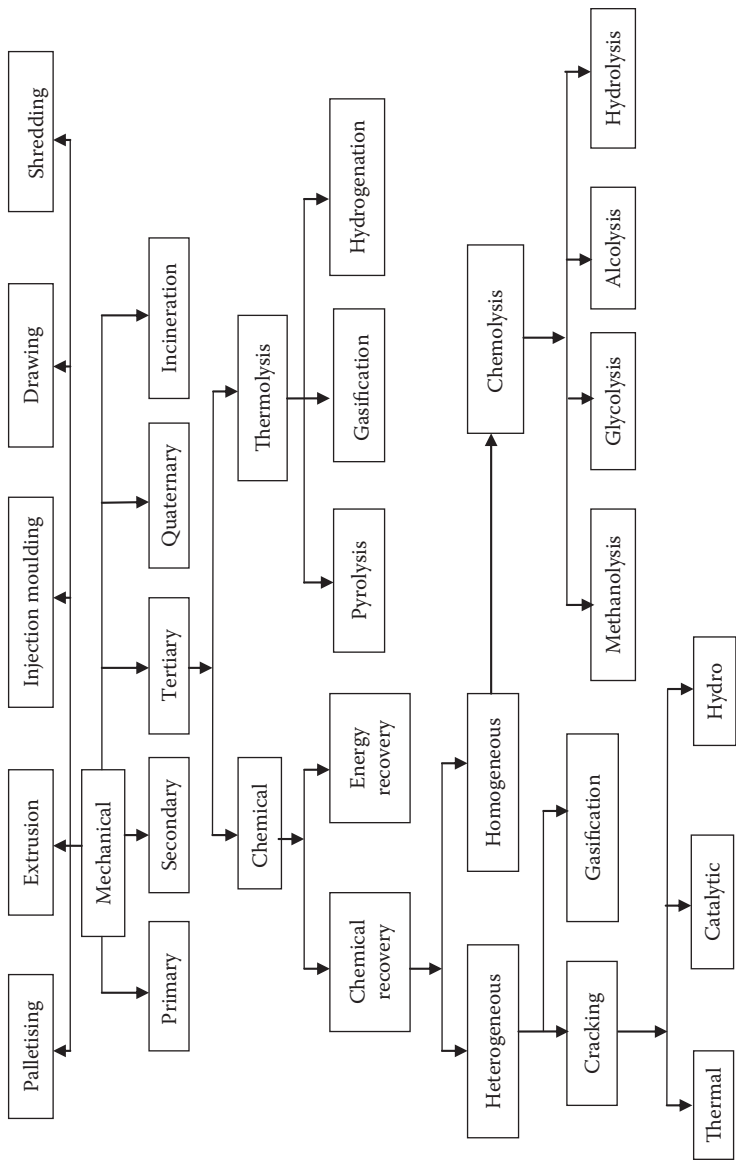 Palletising
Extrusion
Injection moulding
Drawing
Shredding
Mechanical
Primary
Secondary
Tertiary
Quaternary
Incineration
Chemical
Thermolysis
Chemical
recovery
Energy
recovery
Pyrolysis
Gasification
Hydrogenation
Heterogeneous
Homogeneous
Chemolysis
Cracking
Gasification
Methanolysis
Glycolysis
Alcolysis
Hydrolysis
Thermal
Catalytic
Hydro